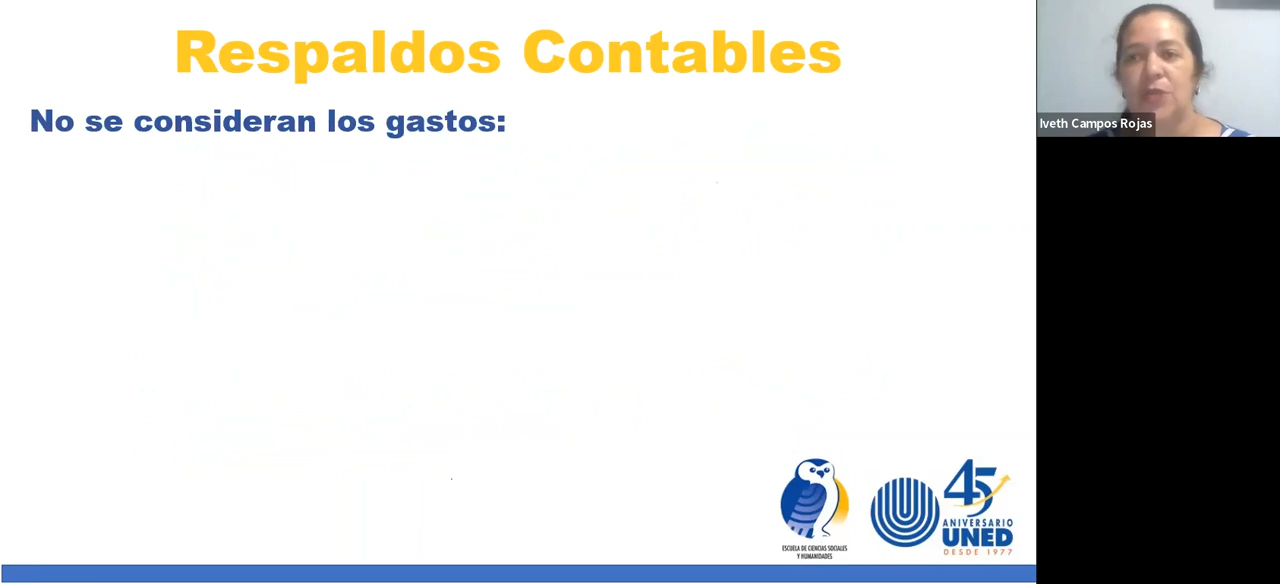 Respaldos Contables
No se consideran los gastos:
Iveth Campos Rojas
ESCUELA DE CIENCIAS SOCIALES
Y HUMANIDADES
45
ANIVERSARIO
UNED
DESDE 1977